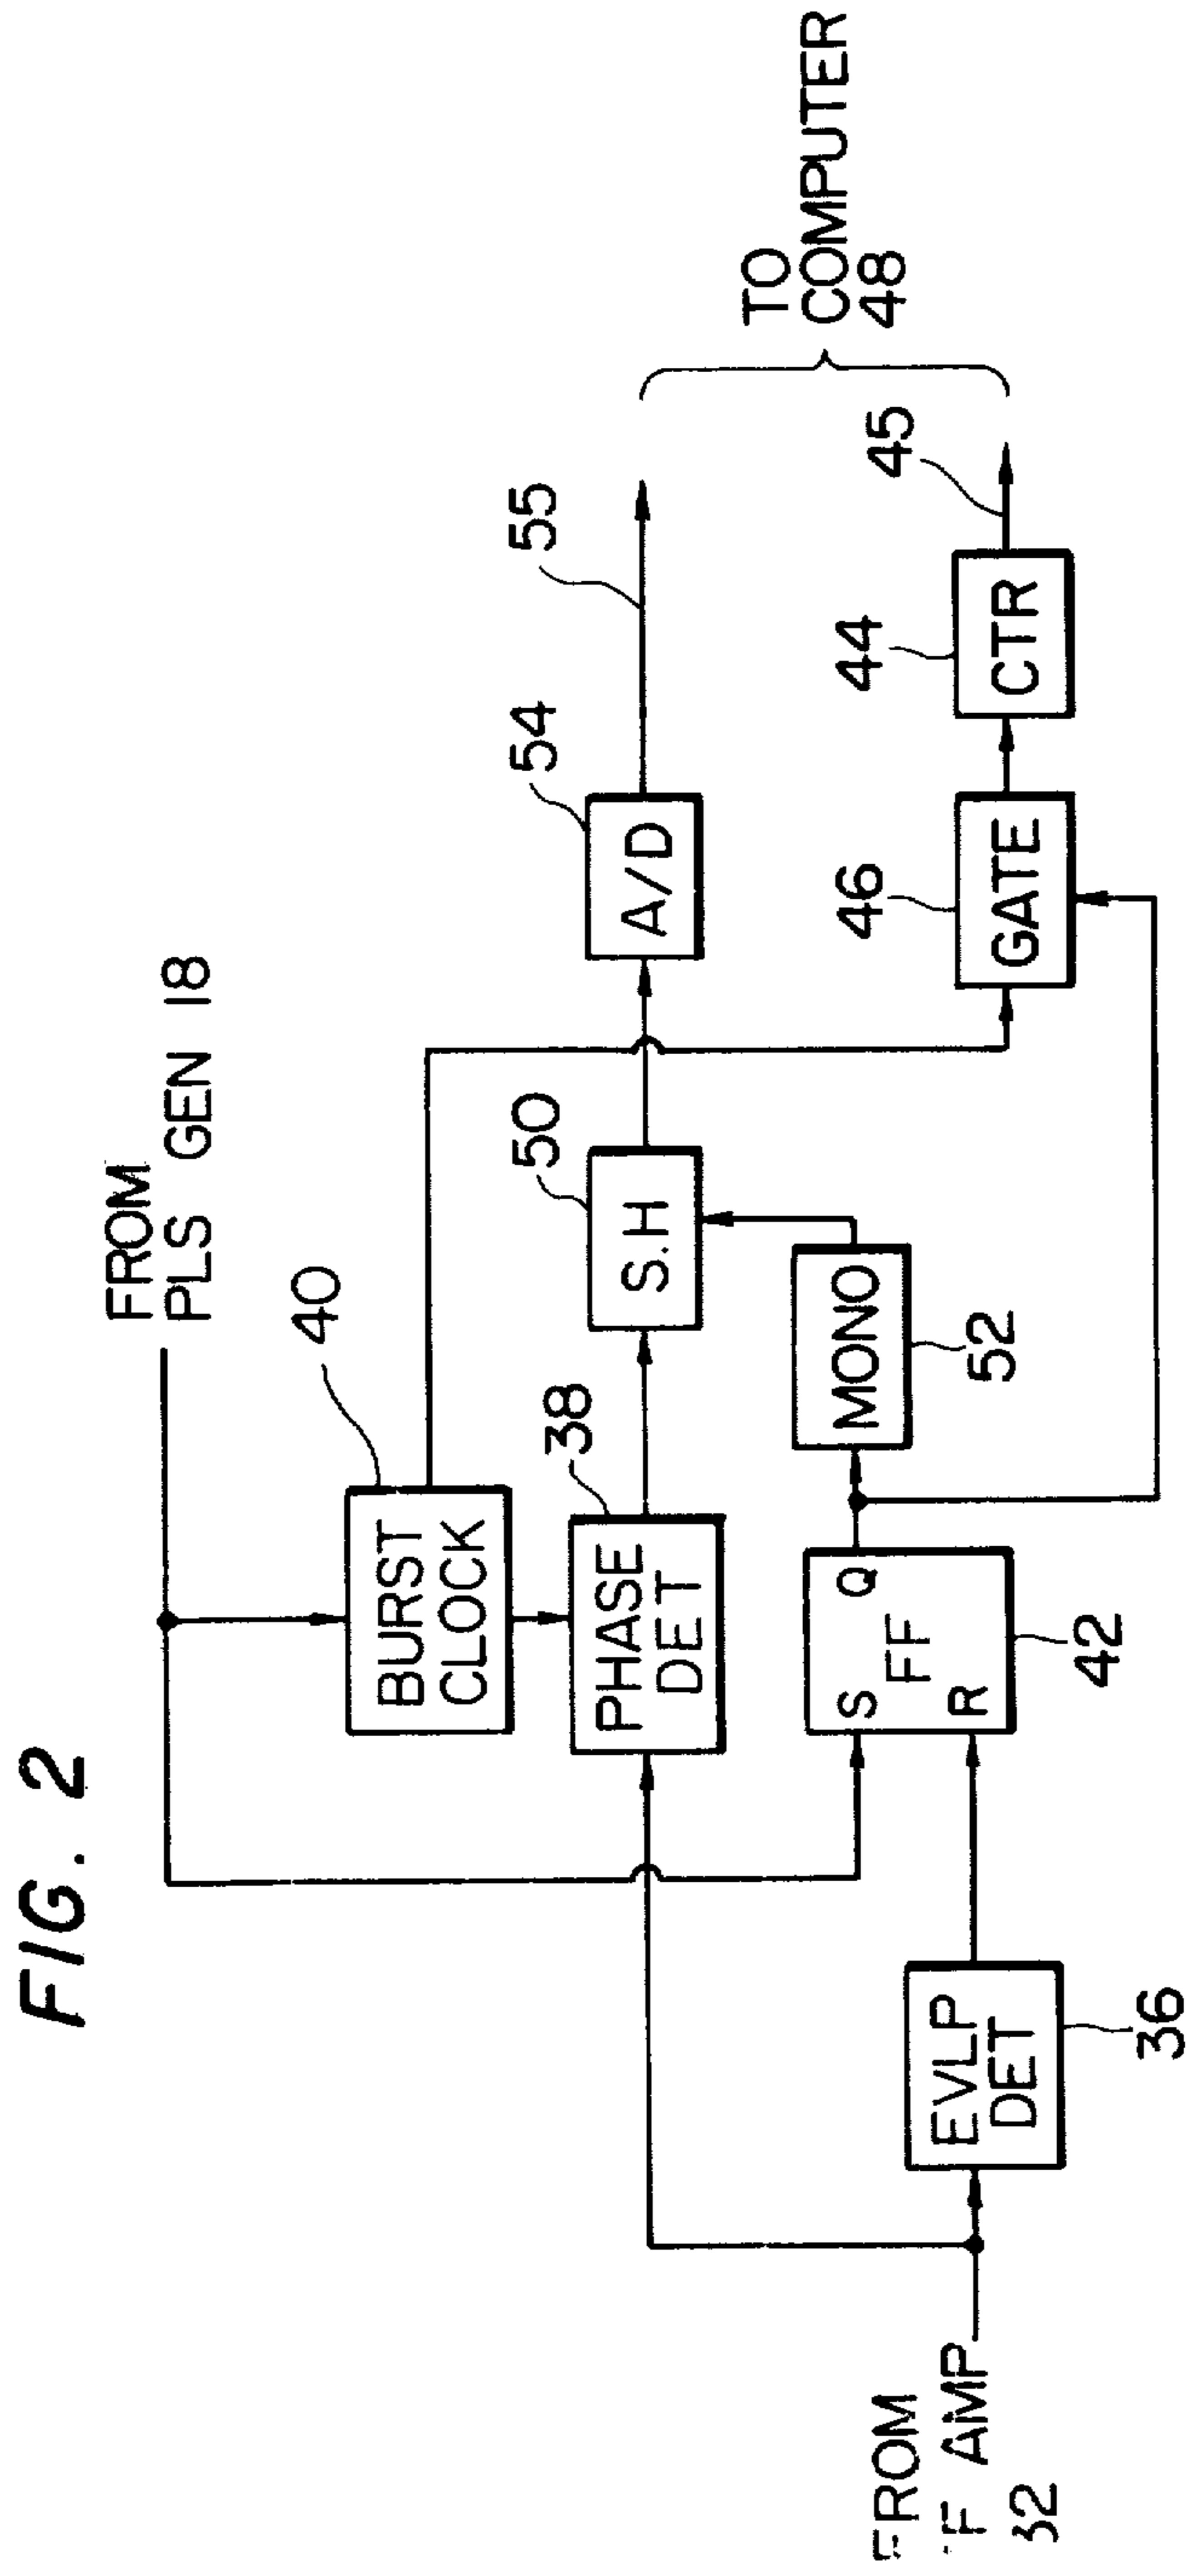 FIG. 2
FROM
PLS GEN 18
40
BURST
CLOCK
38
PHASE
DET
50
S.H
54
A/D
55
TO
COMPUTER
48
MONO
52
S Q
FF
R
42
46
GATE
44
CTR
45
EVLP
DET
36
FROM
AMP
32